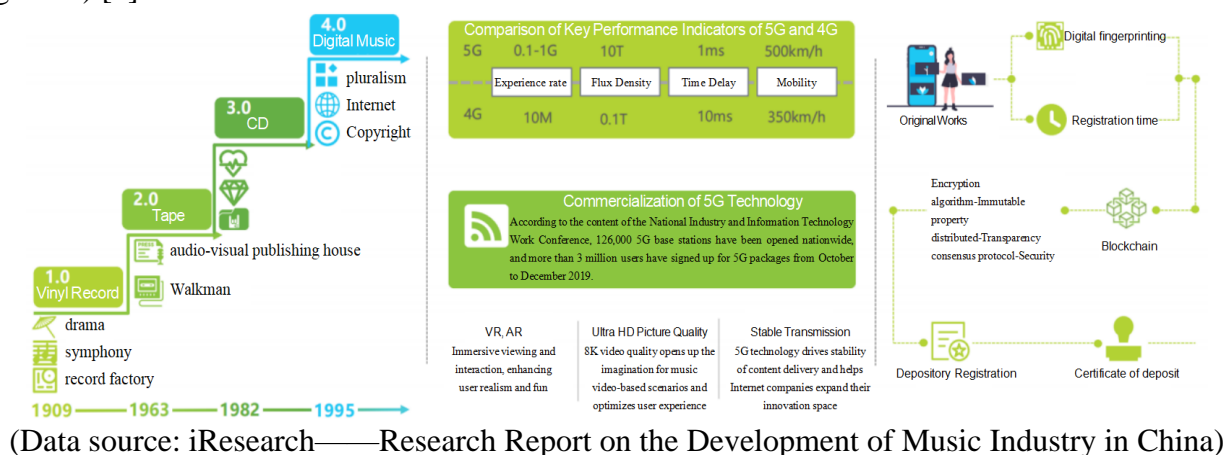 4.0
Digital Music
pluralism
Internet
Copyright
3.0
CD
2.0
Tape
PRESS
audio-visual publishing house
Walkman
1.0
Vinyl Record
drama
symphony
record factory
1909
1963
1982
1995
Comparison of Key Performance Indicators of 5G and 4G
5G 0.1-1G 10T 1ms 500km/h
Experience rate Flux Density Time Delay Mobility
4G 10M 0.1T 10ms 350km/h
Commercialization of 5G Technology
According to the content of the National Industry and Information Technology
Work Conference, 126,000 5G base stations have been opened nationwide,
and more than 3 million users have signed up for 5G packages from October
to December 2019.
VR, AR
Immersive viewing and
interaction, enhancing
user realism and fun
Ultra HD Picture Quality
8K video quality opens up the
imagination for music
video-based scenarios and
optimizes user experience
Stable Transmission
5G technology drives stability
of content delivery and helps
Internet companies expand their
innovation space
Original Works
Digital fingerprinting
Registration time
Encryption
algorithm-Immutable
property
distributed-Transparency
consensus protocol-Security
Blockchain
Depository Registration
Certificate of deposit
(Data source: iResearch——Research Report on the Development of Music Industry in China)